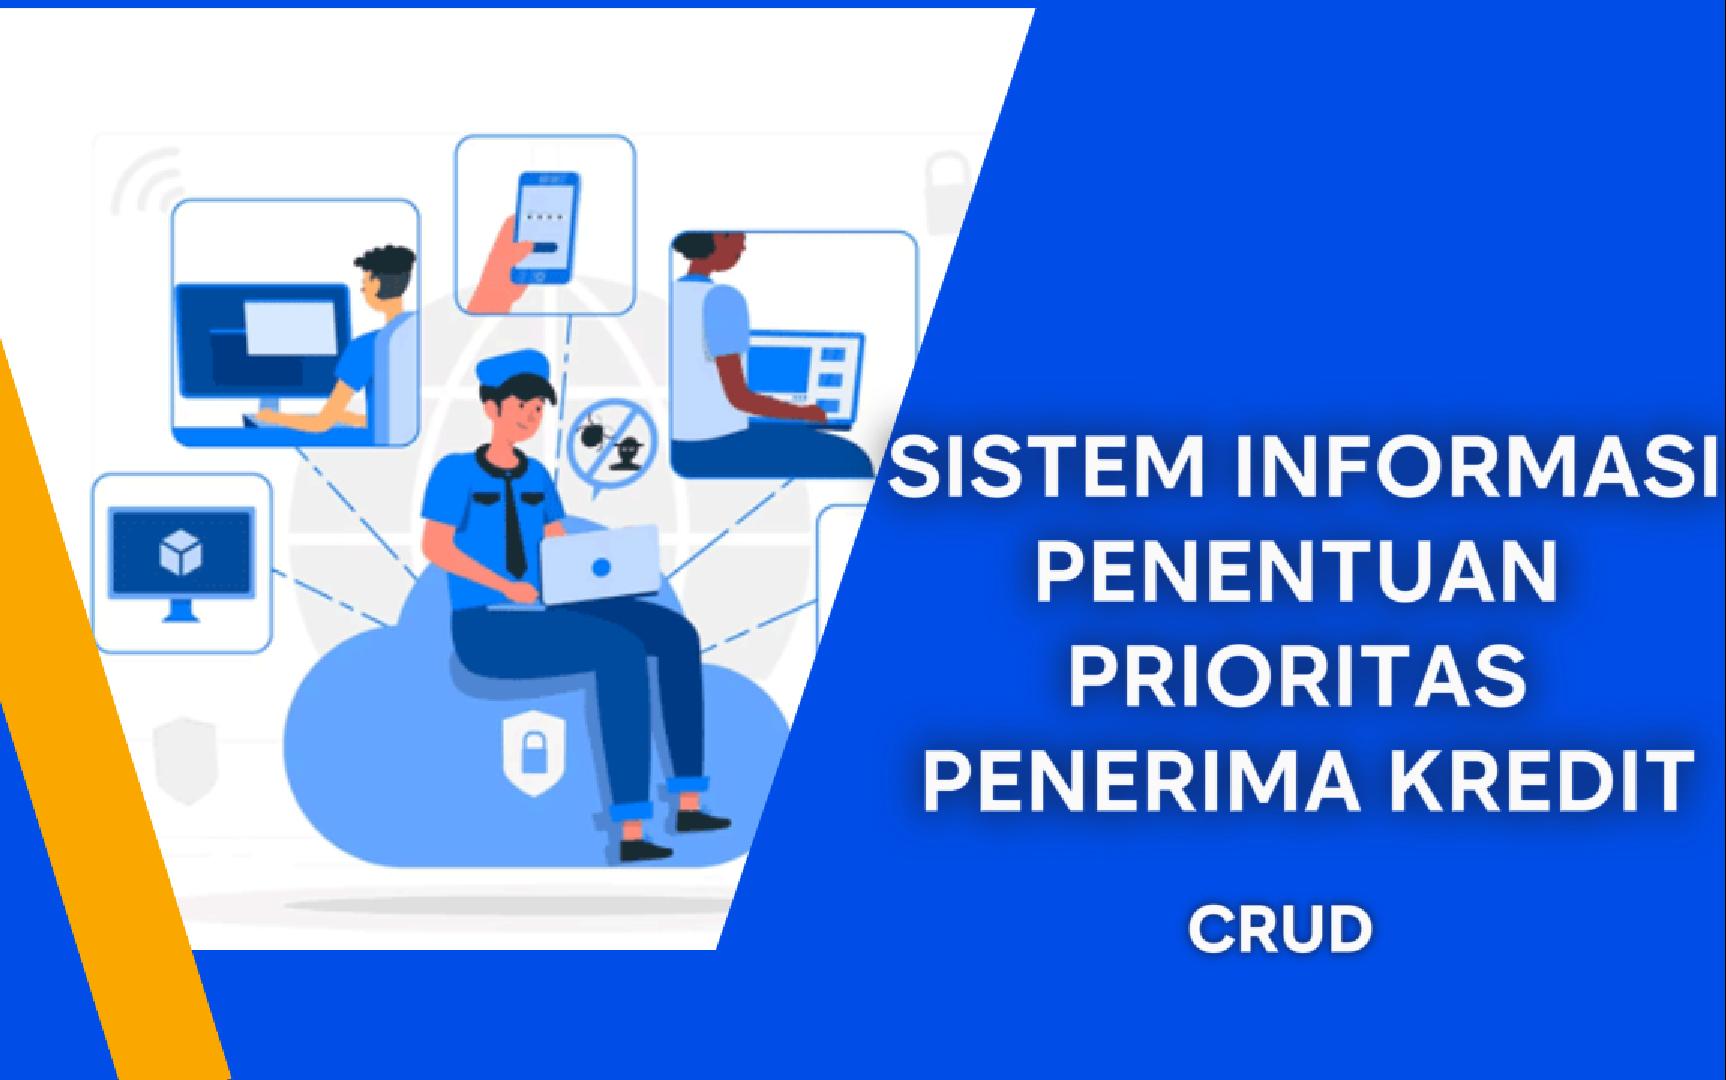 SISTEM INFORMASI
PENENTUAN
PRIORITAS
PENERIMA KREDIT
CRUD